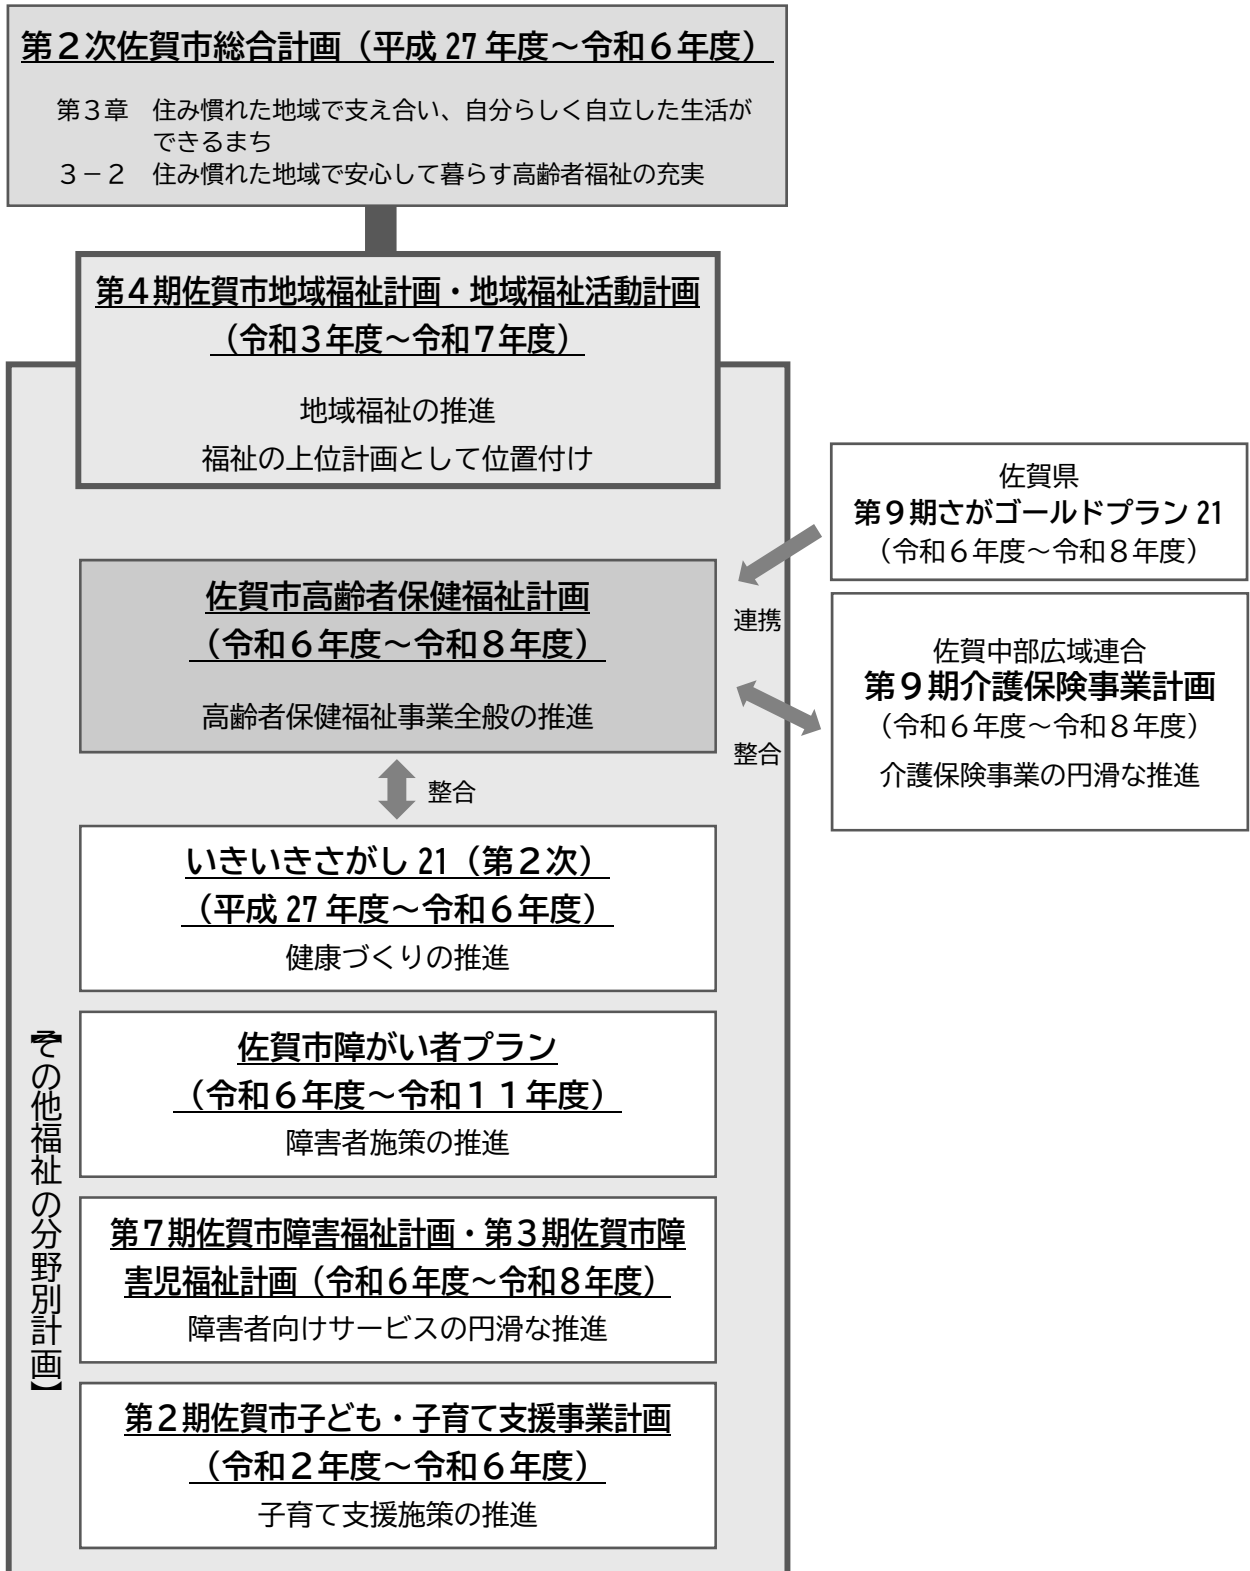 第２次佐賀市総合計画（平成 27 年度～令和６年度）
第３章　住み慣れた地域で支え合い、自分らしく自立した生活が
できるまち
３－２　住み慣れた地域で安心して暮らす高齢者福祉の充実
第４期佐賀市地域福祉計画・地域福祉活動計画
（令和３年度～令和７年度）
地域福祉の推進
福祉の上位計画として位置付け
佐賀県
第９期さがゴールドプラン 21
（令和６年度～令和８年度）
佐賀市高齢者保健福祉計画
（令和６年度～令和８年度）
高齢者保健福祉事業全般の推進
連携
佐賀中部広域連合
第９期介護保険事業計画
（令和６年度～令和８年度）
介護保険事業の円滑な推進
整合
整合
いきいきさがし 21（第２次）
（平成 27 年度～令和６年度）
健康づくりの推進
【その他福祉の分野別計画】
佐賀市障がい者プラン
（令和６年度～令和１１年度）
障害者施策の推進
第７期佐賀市障害福祉計画・第３期佐賀市障
害児福祉計画（令和６年度～令和８年度）
障害者向けサービスの円滑な推進
第２期佐賀市子ども・子育て支援事業計画
（令和２年度～令和６年度）
子育て支援施策の推進